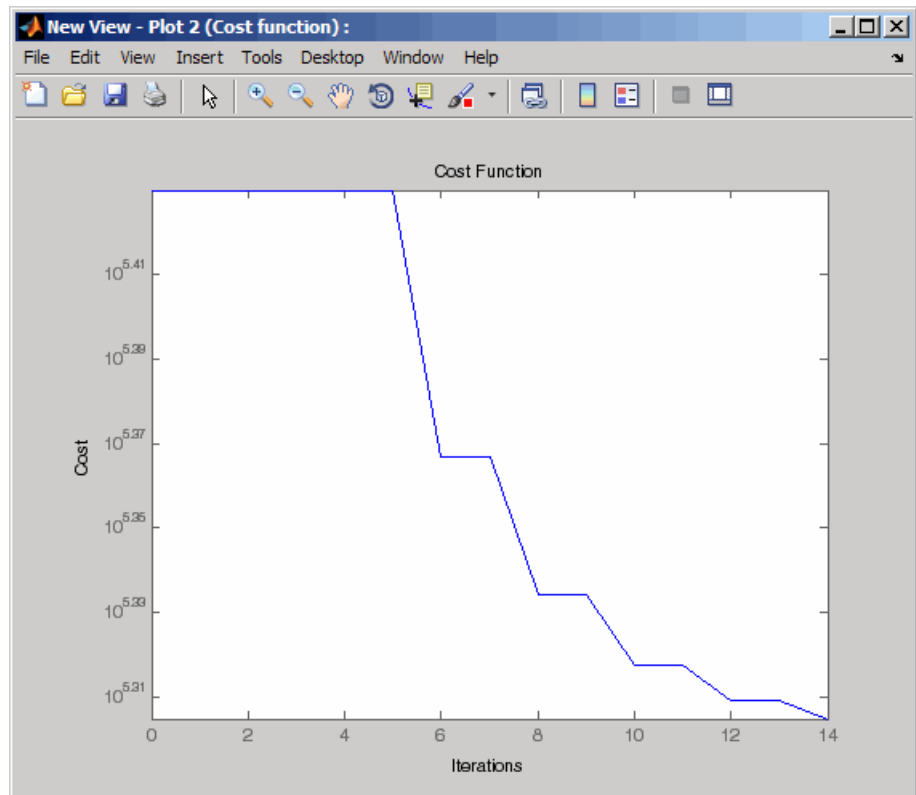 New View - Plot 2 (Cost function) :
File Edit View Insert Tools Desktop Window Help
Cost Function
10^5.41
10^5.39
10^5.37
10^5.35
10^5.33
10^5.31
Cost
0 2 4 6 8 10 12 14
Iterations